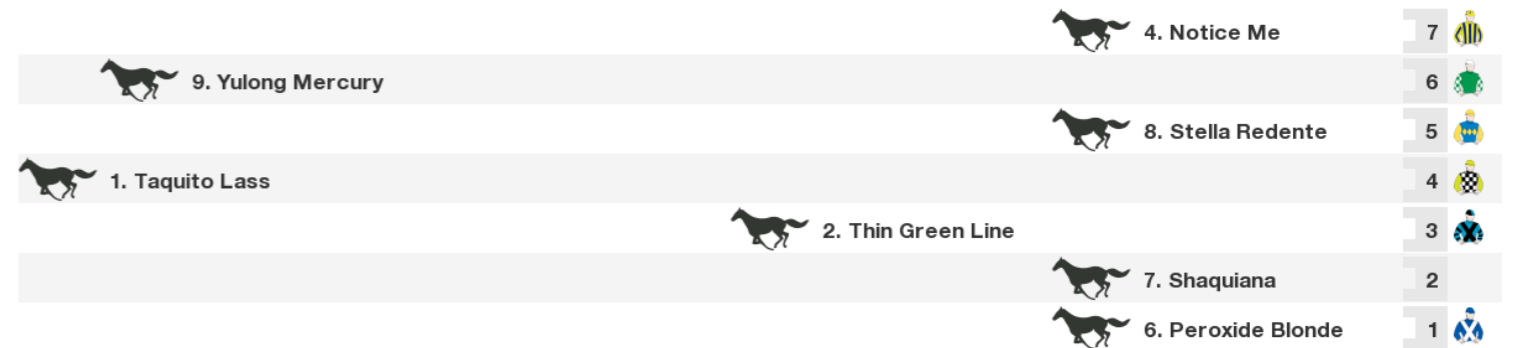 4. Notice Me 7
9. Yulong Mercury 6
8. Stella Redente 5
1. Taquito Lass 4
2. Thin Green Line 3
7. Shaquiana 2
6. Peroxide Blonde 1